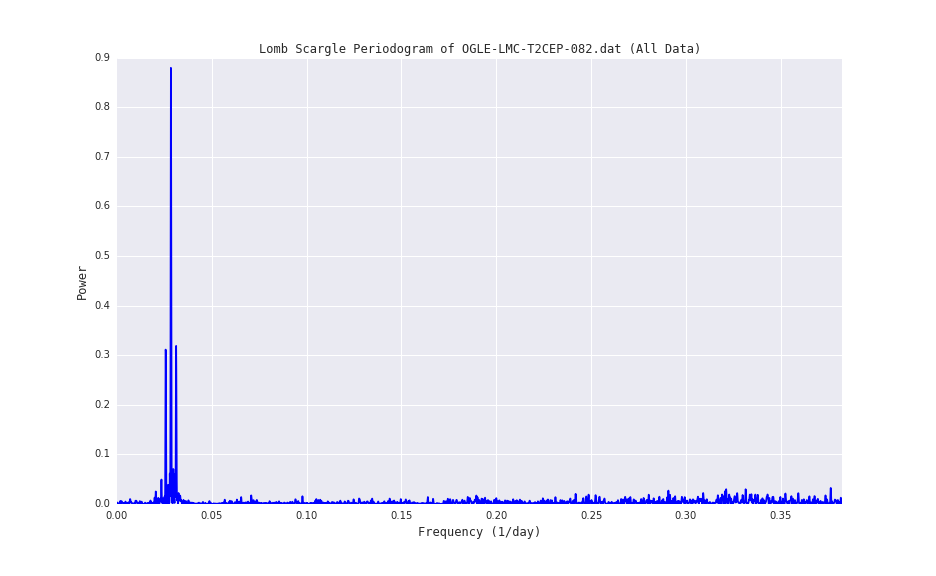 Lomb Scargle Periodogram of OGLE-LMC-T2CEP-082.dat (All Data)
0.9
0.8
0.7
0.6
0.5
0.4
0.3
0.2
0.1
0.0
Power
0.00 0.05 0.10 0.15 0.20 0.25 0.30 0.35
Frequency (1/day)